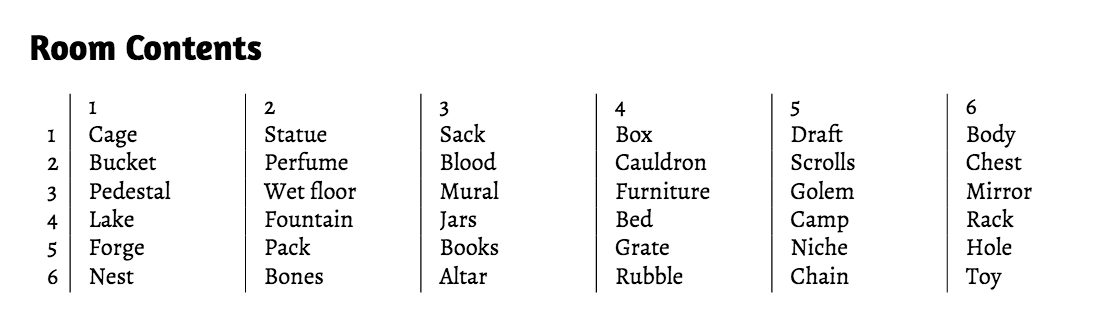 Room Contents
1 2 3 4 5 6
1 Cage Statue Sack Box Draft Body
2 Bucket Perfume Blood Cauldron Scrolls Chest
3 Pedestal Wet floor Mural Furniture Golem Mirror
4 Lake Fountain Jars Bed Camp Rack
5 Forge Pack Books Grate Niche Hole
6 Nest Bones Altar Rubble Chain Toy